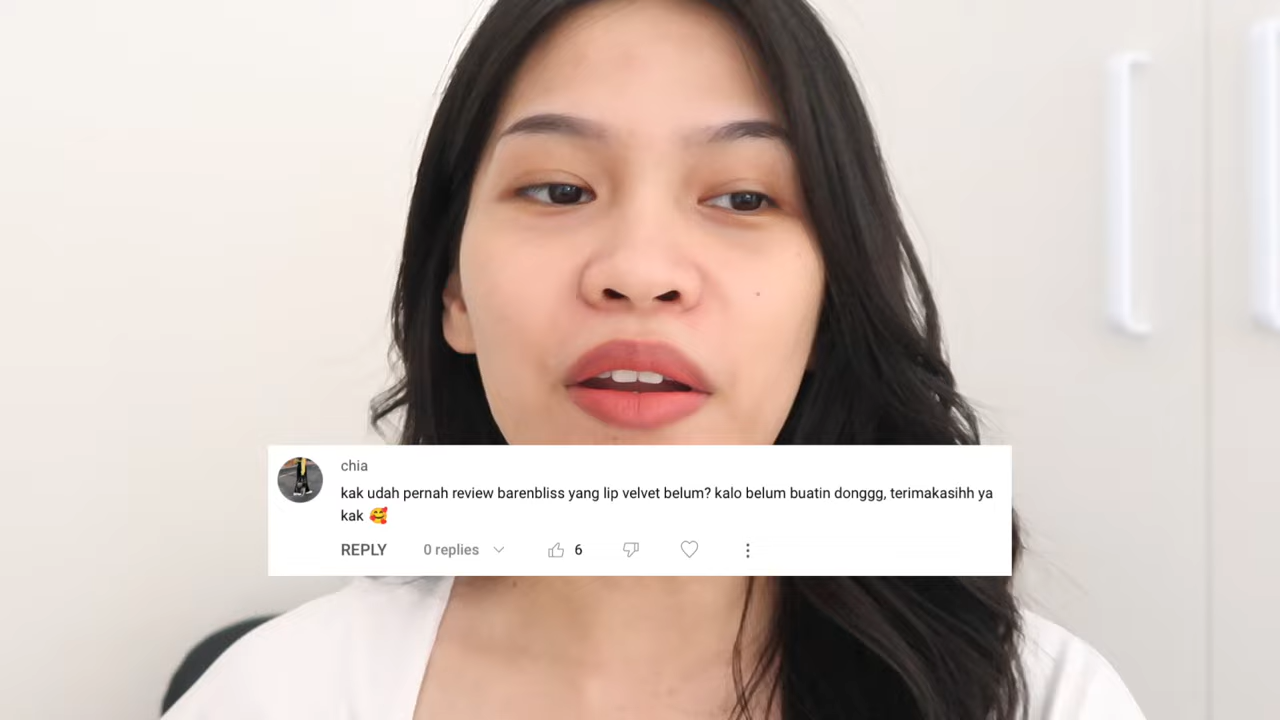 chia
kak udah pernah review barenbliss yang lip velvet belum? kalo belum buatin donggg, terimakasihh ya
kak 🥰
REPLY 0 replies 6